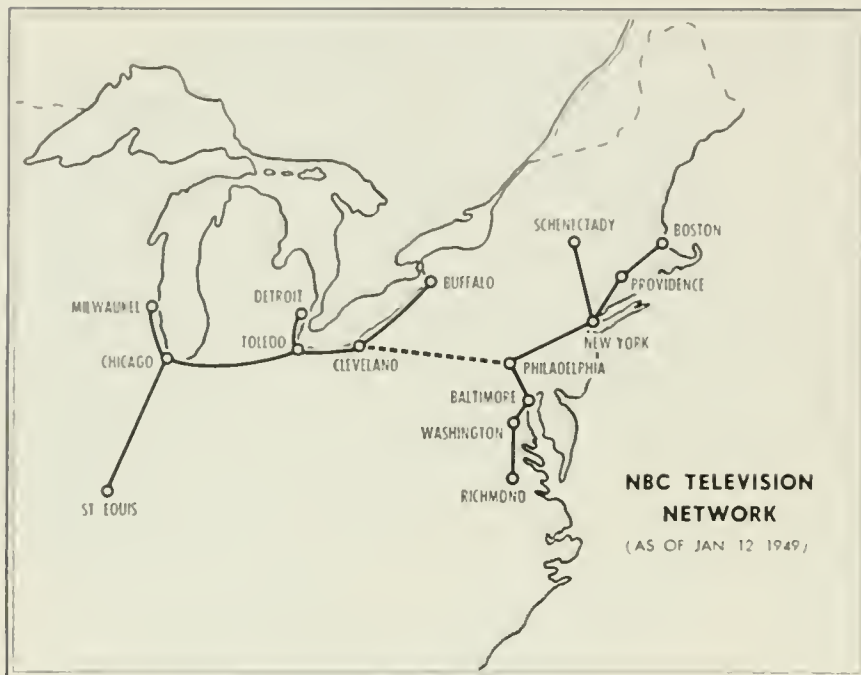 SCHENECTADY
BOSTON
BUFFALO
PROVIDENCE
DETROIT
MILWAUKEE
TOLEDO
NEW YORK
CHICAGO
CLEVELAND
PHILADELPHIA
BALTIMORE
WASHINGTON
RICHMOND
ST LOUIS
NBC TELEVISION
NETWORK
(AS OF JAN 12 1949)